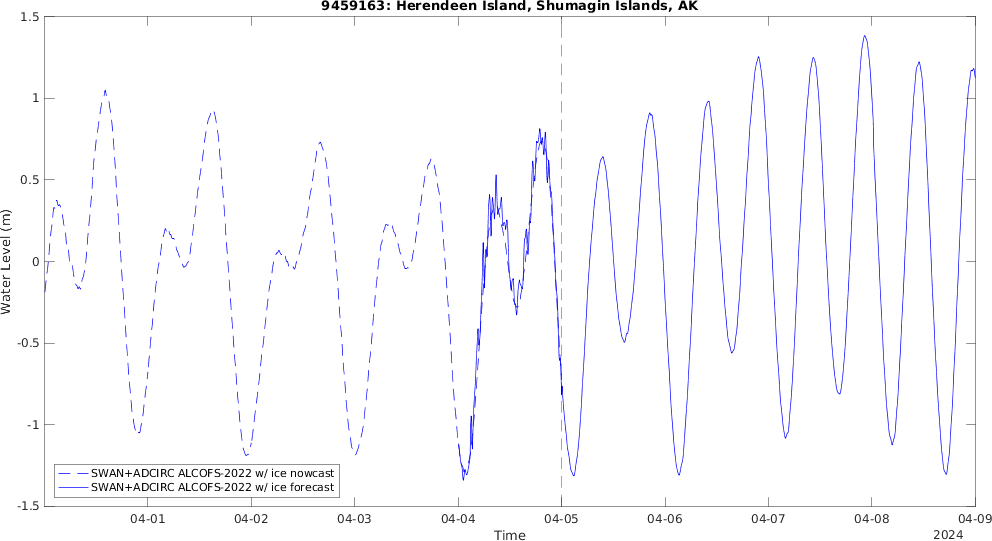 9459163: Herendeen Island, Shumagin Islands, AK
1.5
1
0.5
0
-0.5
-1
-1.5
Water Level (m)
SWAN+ADCIRC ALCOFS-2022 w/ ice nowcast
SWAN+ADCIRC ALCOFS-2022 w/ ice forecast
04-01 04-02 04-03 04-04 04-05 04-06 04-07 04-08 04-09
Time
2024